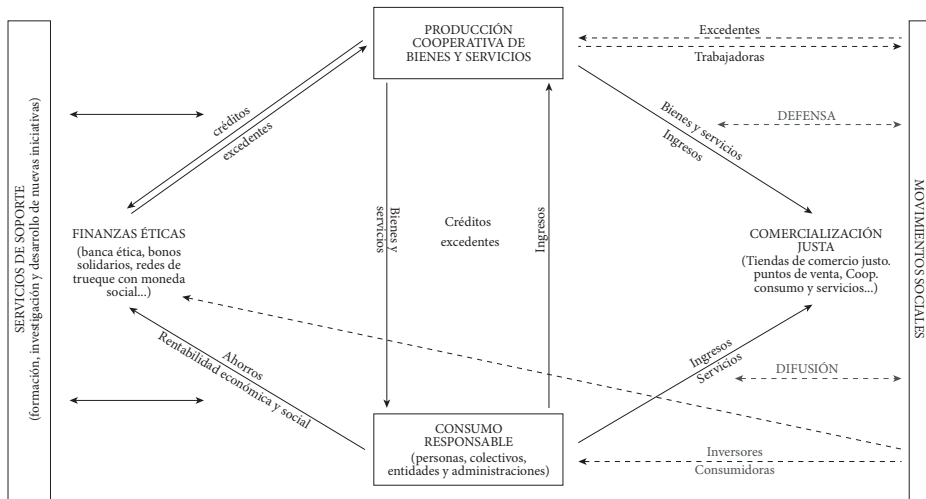 PRODUCCIÓN
COOPERATIVA DE
BIENES Y SERVICIOS
Excedentes
Trabajadoras
créditos
excedentes
Bienes y servicios
Ingresos
DEFENSA
SERVICIOS DE SOPORTE
(formación, investigación y desarrollo de nuevas iniciativas)
FINANZAS ÉTICAS
(banca ética, bonos
solidarios, redes de
trueque con moneda
social...)
Bienes y
servicios
Créditos
excedentes
Ingresos
COMERCIALIZACIÓN
JUSTA
(Tiendas de comercio justo.
puntos de venta, Coop.
consumo y servicios...)
MOVIMIENTOS SOCIALES
Ahorros
Rentabilidad económica y social
Ingresos
Servicios
DIFUSIÓN
CONSUMO
RESPONSABLE
(personas, colectivos,
entidades y administraciones)
Inversores
Consumidoras